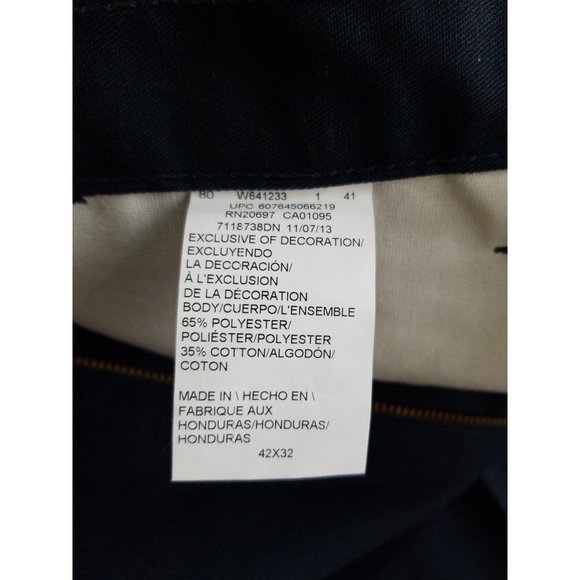 80 W641233 1 41
UPC 607645066219
RN20697 CA01095
7118738DN 11/07/13
EXCLUSIVE OF DECORATION/
EXCLUYENDO
LA DECORACIÓN/
À L'EXCLUSION
DE LA DÉCORATION
BODY/CUERPO/L'ENSEMBLE
65% POLYESTER/
POLIÉSTER/POLYESTER
35% COTTON/ALGODÓN/
COTON
MADE IN \ HECHO EN \
FABRIQUE AUX
HONDURAS/HONDURAS/
HONDURAS
42X32